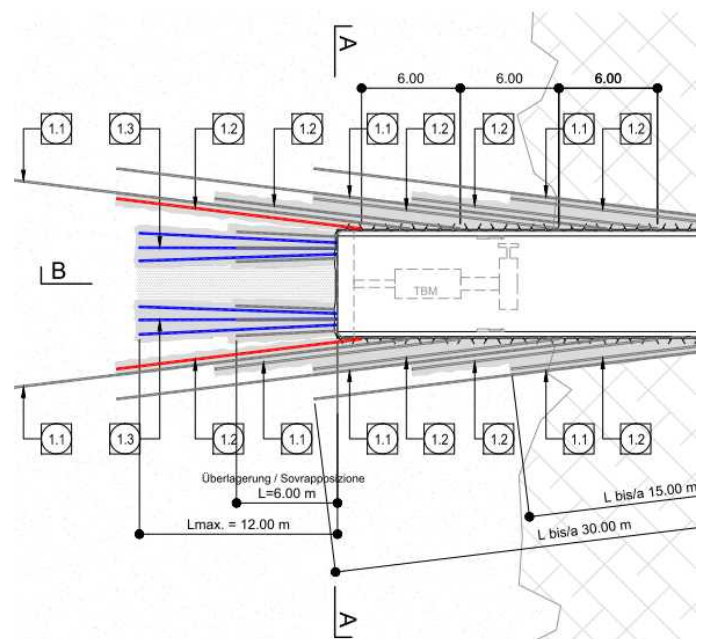 A
6.00 6.00 6.00
1.1 1.3 1.2 1.2 1.1 1.2 1.2 1.1 1.2
B
TBM
1.1 1.3 1.2 1.1 1.1 1.2 1.2 1.1 1.2
Überlagerung / Sovrapposizione
L=6.00 m
L bis/a 15.00 m
Lmax. = 12.00 m
L bis/a 30.00 m
A